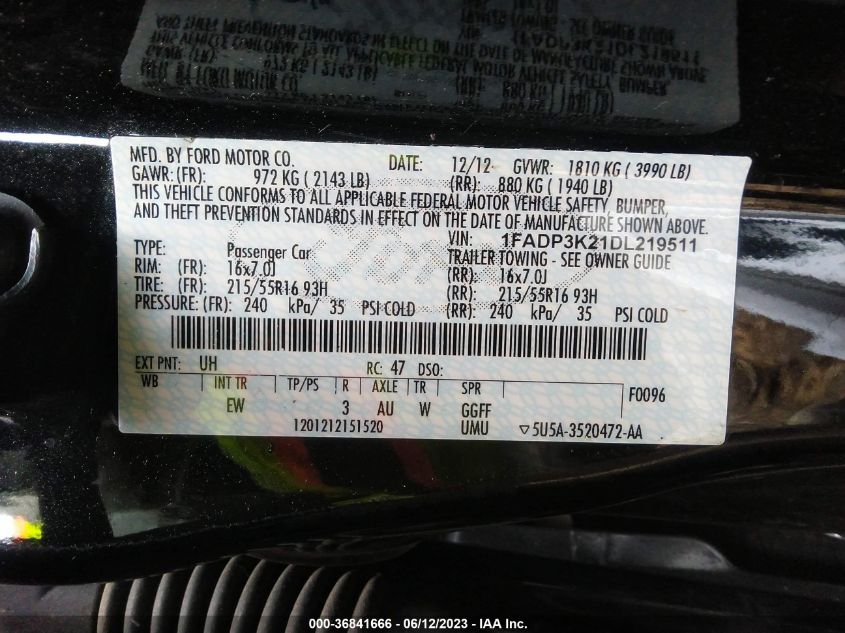 MFD. BY FORD MOTOR CO. DATE: 12/12 GVWR: 1810 KG ( 3990 LB)
GAWR: (FR): 972 KG ( 2143 LB) (RR): 880 KG ( 1940 LB)
THIS VEHICLE CONFORMS TO ALL APPLICABLE FEDERAL MOTOR VEHICLE SAFETY, BUMPER,
AND THEFT PREVENTION STANDARDS IN EFFECT ON THE DATE OF MANUFACTURE SHOWN ABOVE.
VIN: 1FADP3K21DL219511
TYPE: Passenger Car TRAILER TOWING - SEE OWNER GUIDE
RIM: (FR): 16x7.0J (RR): 16x7.0J
TIRE: (FR): 215/55R16 93H (RR): 215/55R16 93H
PRESSURE: (FR): 240 kPa/ 35 PSI COLD (RR): 240 kPa/ 35 PSI COLD
EXT PNT: UH RC: 47 DSO:
WB INT TR TP/PS R AXLE TR SPR F0096
EW 3 AU W GGFF
1201212151520 UMU ▽5U5A-3520472-AA
000-36841666 - 06/12/2023 - IAA Inc.